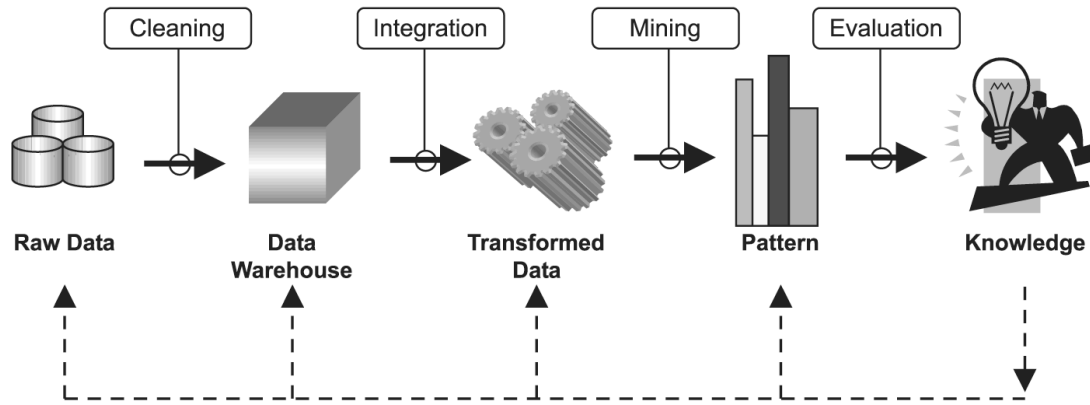 Cleaning
Integration
Mining
Evaluation
Raw Data
Data
Warehouse
Transformed
Data
Pattern
Knowledge